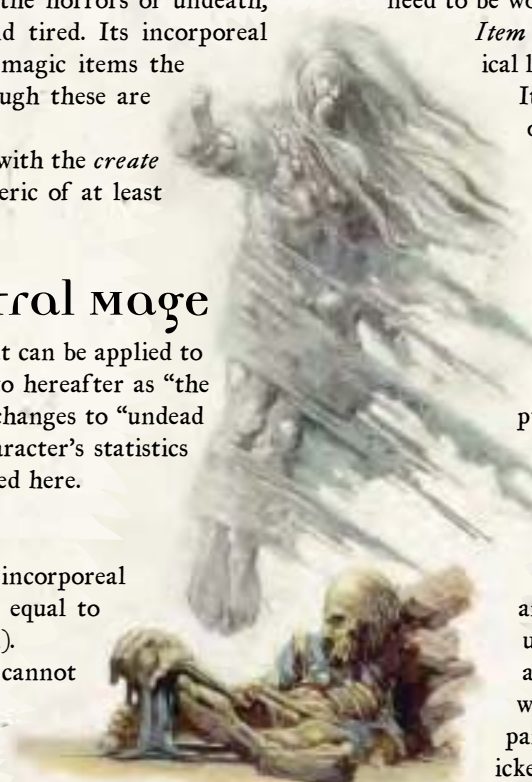 the horrors of undeath,
d tired. Its incorporeal
magic items the
ugh these are
with the create
eric of at least
tral Mage
t can be applied to
o hereafter as “the
changes to “undead
aracter’s statistics
ed here.
incorporeal
equal to
).
cannot
need to be wo
Item
ical l
It
o
p
a
u
a
w
pa
icke